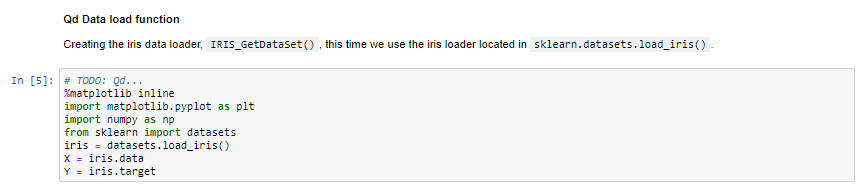 Qd Data load function
Creating the iris data loader, IRIS_GetDataSet() , this time we use the iris loader located in sklearn.datasets.load_iris() .
In [5]: # TODO: Qd...
%matplotlib inline
import matplotlib.pyplot as plt
import numpy as np
from sklearn import datasets
iris = datasets.load_iris()
X = iris.data
Y = iris.target